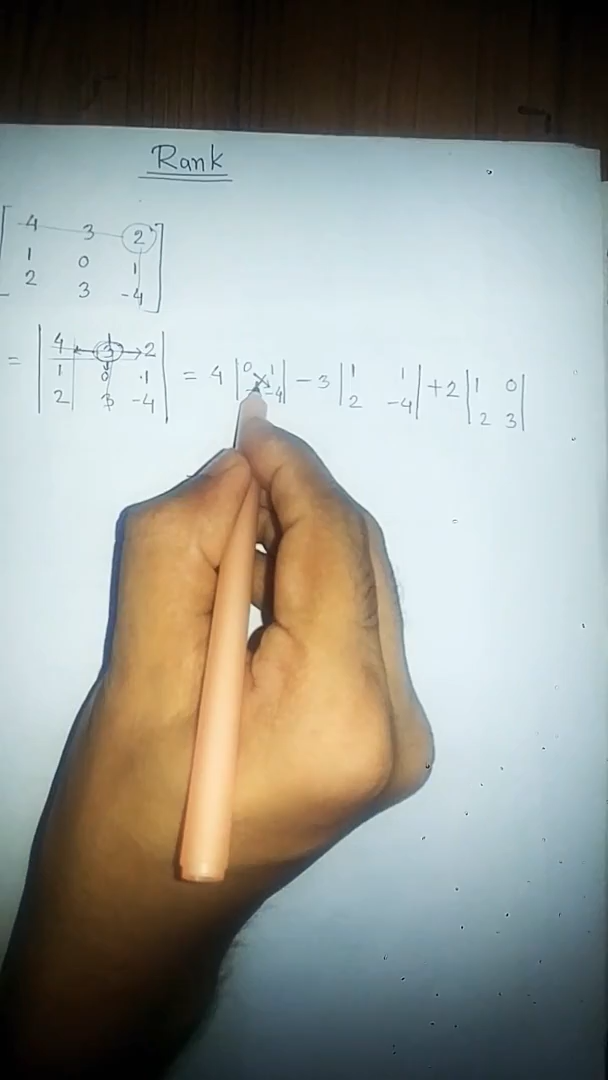 Rank
[ 4 3 2
1 0 1
2 3 -4 ]
= | 4 3 2
1 0 1
2 3 -4 | = 4 | 0 1
-4 | - 3 | 1 1
2 -4 | + 2 | 1 0
2 3 |